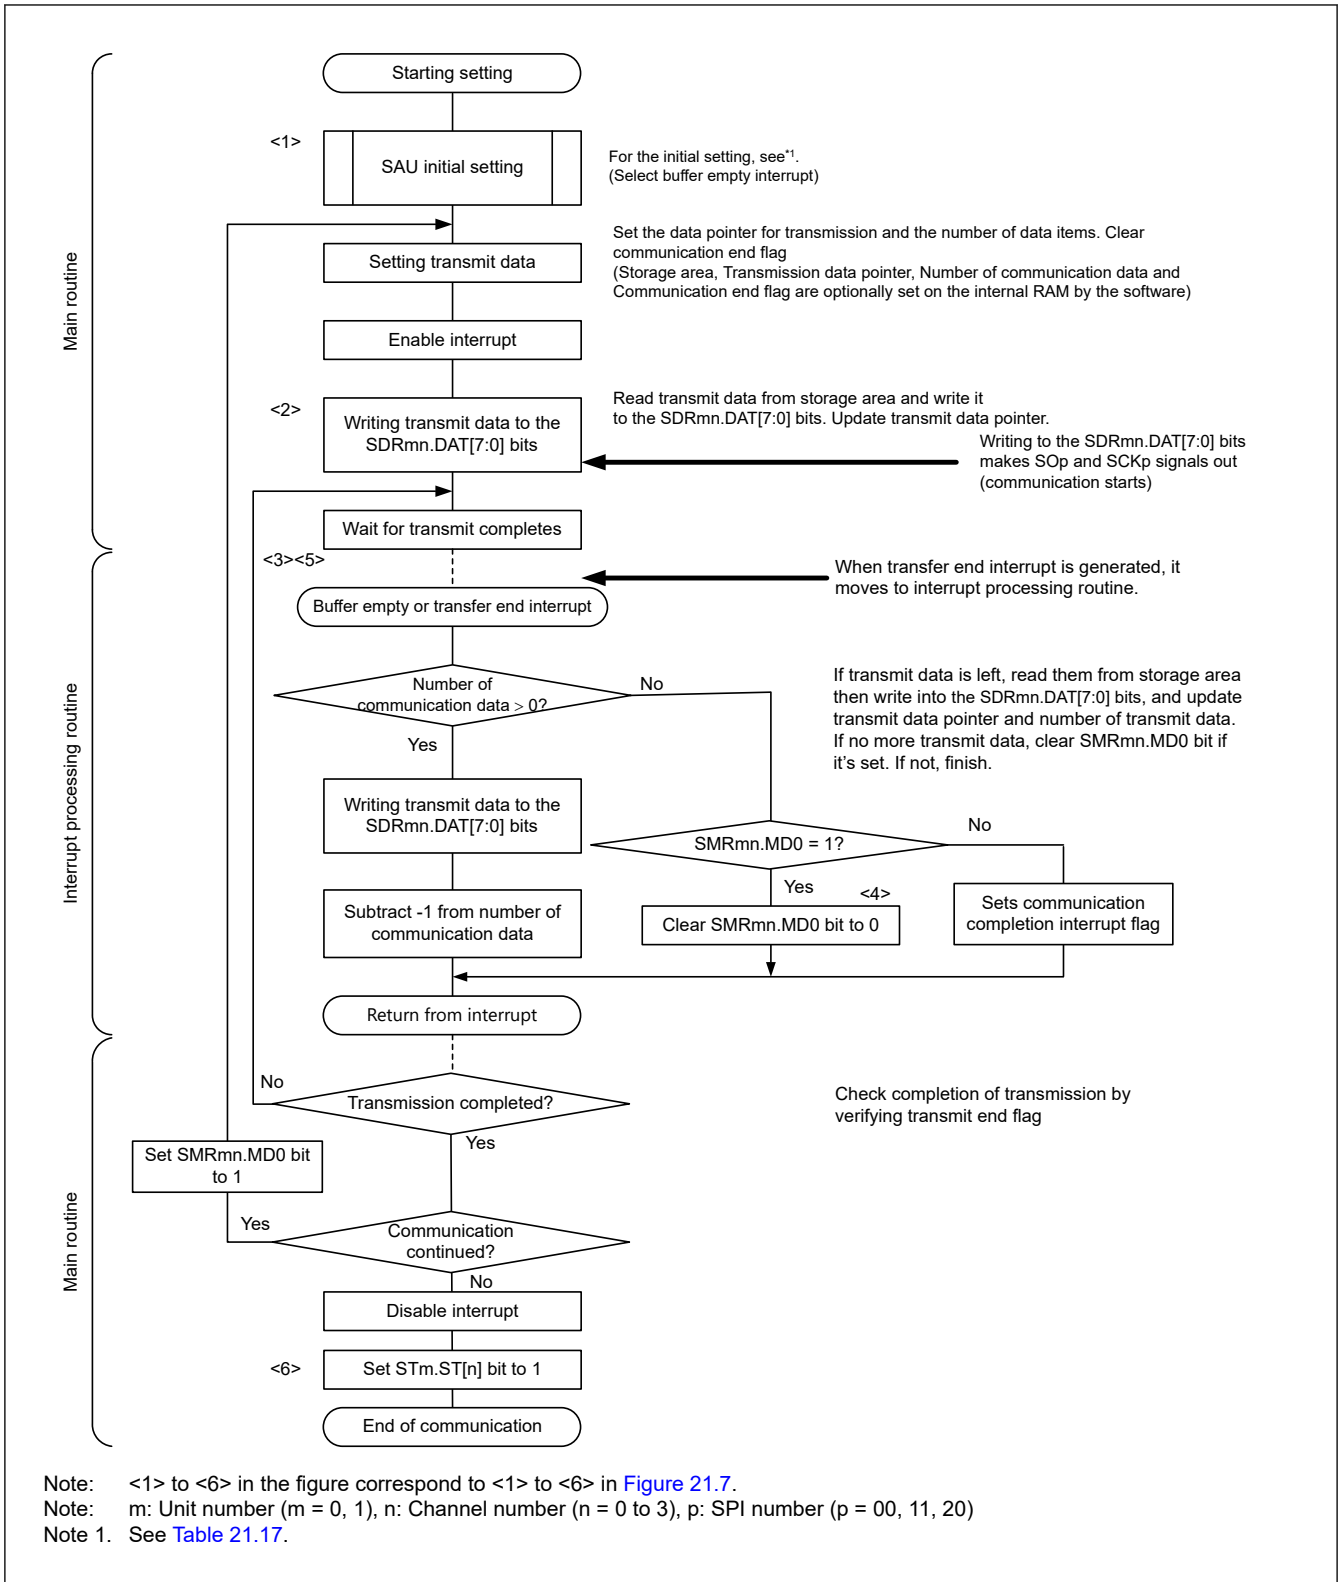 Starting setting
<1>
SAU initial setting
For the initial setting, see*1.
(Select buffer empty interrupt)
Main routine
Setting transmit data
Set the data pointer for transmission and the number of data items. Clear
communication end flag
(Storage area, Transmission data pointer, Number of communication data and
Communication end flag are optionally set on the internal RAM by the software)
Enable interrupt
<2>
Writing transmit data to the
SDRmn.DAT[7:0] bits
Read transmit data from storage area and write it
to the SDRmn.DAT[7:0] bits. Update transmit data pointer.
Writing to the SDRmn.DAT[7:0] bits
makes SOp and SCKp signals out
(communication starts)
Wait for transmit completes
<3><5>
When transfer end interrupt is generated, it
moves to interrupt processing routine.
Buffer empty or transfer end interrupt
Interrupt processing routine
Number of
communication data > 0?
No
Yes
If transmit data is left, read them from storage area
then write into the SDRmn.DAT[7:0] bits, and update
transmit data pointer and number of transmit data.
If no more transmit data, clear SMRmn.MD0 bit if
it's set. If not, finish.
Writing transmit data to the
SDRmn.DAT[7:0] bits
SMRmn.MD0 = 1?
No
Yes
<4>
Subtract -1 from number of
communication data
Clear SMRmn.MD0 bit to 0
Sets communication
completion interrupt flag
Return from interrupt
Main routine
No
Transmission completed?
Yes
Check completion of transmission by
verifying transmit end flag
Set SMRmn.MD0 bit
to 1
Yes
Communication
continued?
No
Disable interrupt
<6>
Set STm.ST[n] bit to 1
End of communication
Note: <1> to <6> in the figure correspond to <1> to <6> in Figure 21.7.
Note: m: Unit number (m = 0, 1), n: Channel number (n = 0 to 3), p: SPI number (p = 00, 11, 20)
Note 1. See Table 21.17.